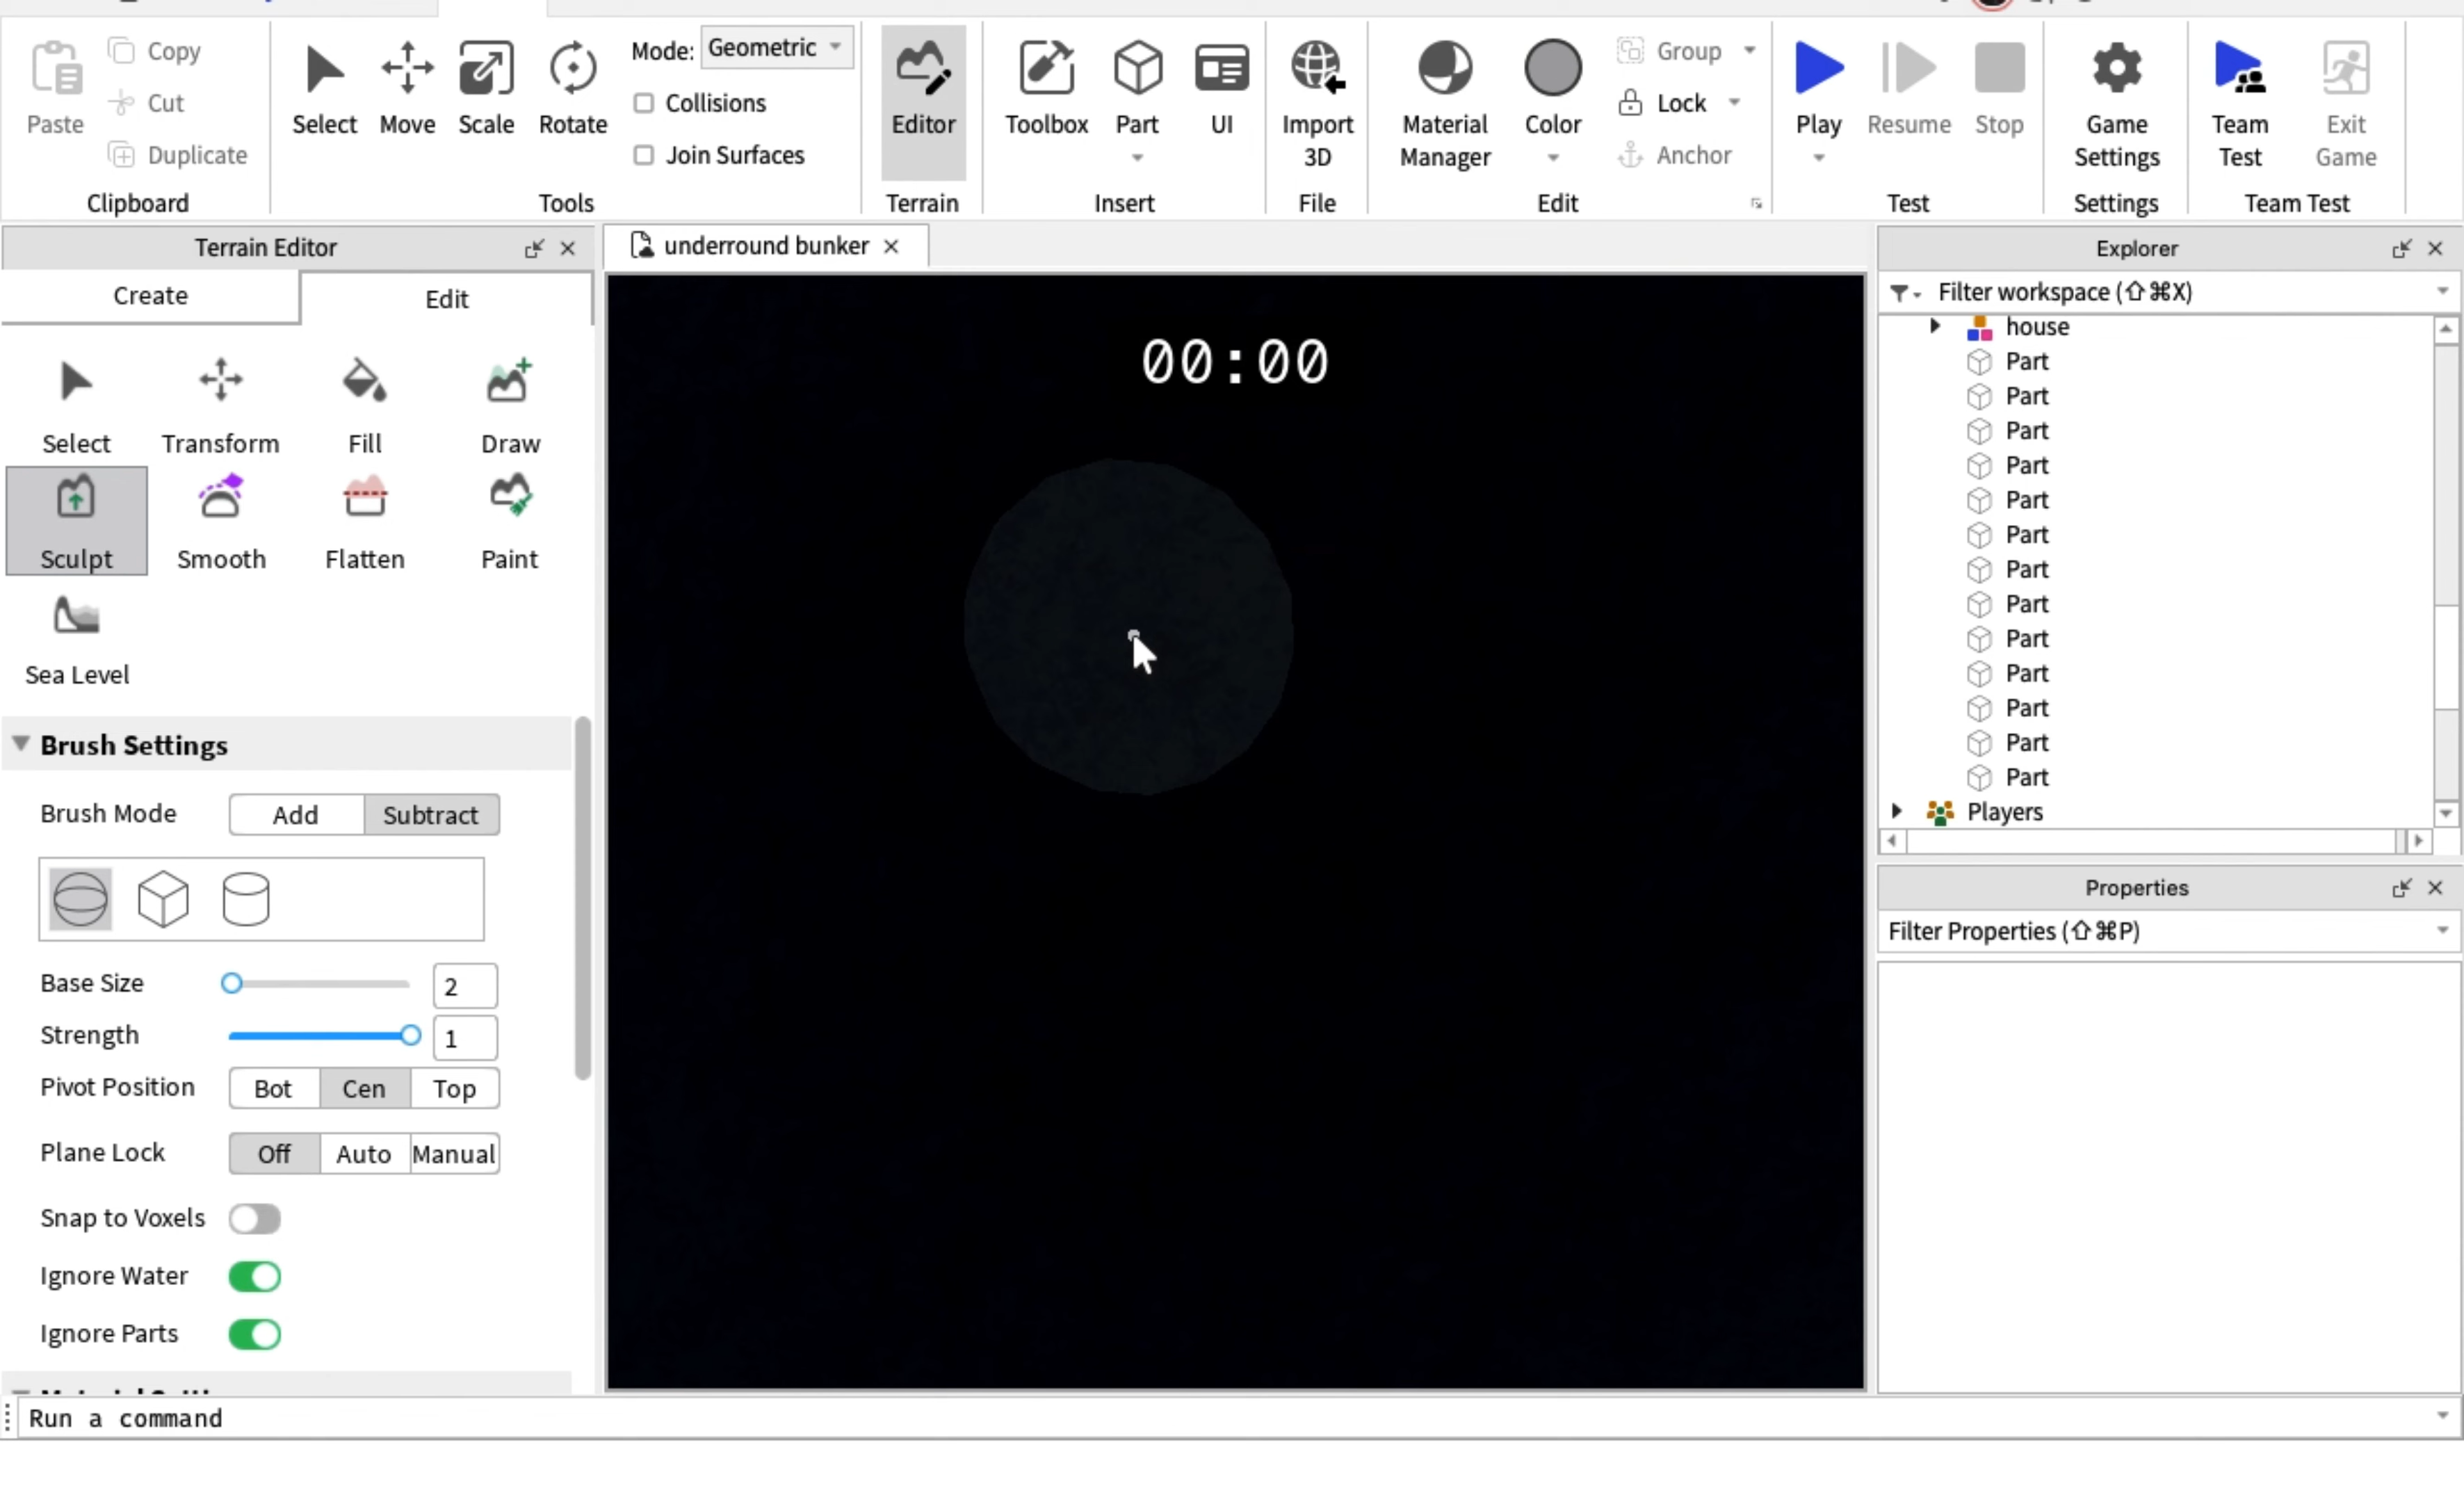 Paste
Copy
Cut
Duplicate
Clipboard
Select
Move
Scale
Rotate
Mode: Geometric
Collisions
Join Surfaces
Tools
Editor
Terrain
Toolbox
Part
UI
Insert
Import
3D
File
Material
Manager
Color
Group
Lock
Anchor
Edit
Play
Resume
Stop
Test
Game
Settings
Settings
Team
Test
Exit
Game
Team Test
Terrain Editor
Create
Edit
Select
Transform
Fill
Draw
Sculpt
Smooth
Flatten
Paint
Sea Level
Brush Settings
Brush Mode
Add
Subtract
Base Size
2
Strength
1
Pivot Position
Bot
Cen
Top
Plane Lock
Off
Auto
Manual
Snap to Voxels
Ignore Water
Ignore Parts
underround bunker
00:00
Explorer
Filter workspace (⇧⌘X)
house
Part
Part
Part
Part
Part
Part
Part
Part
Part
Part
Part
Part
Part
Players
Properties
Filter Properties (⇧⌘P)
Run a command